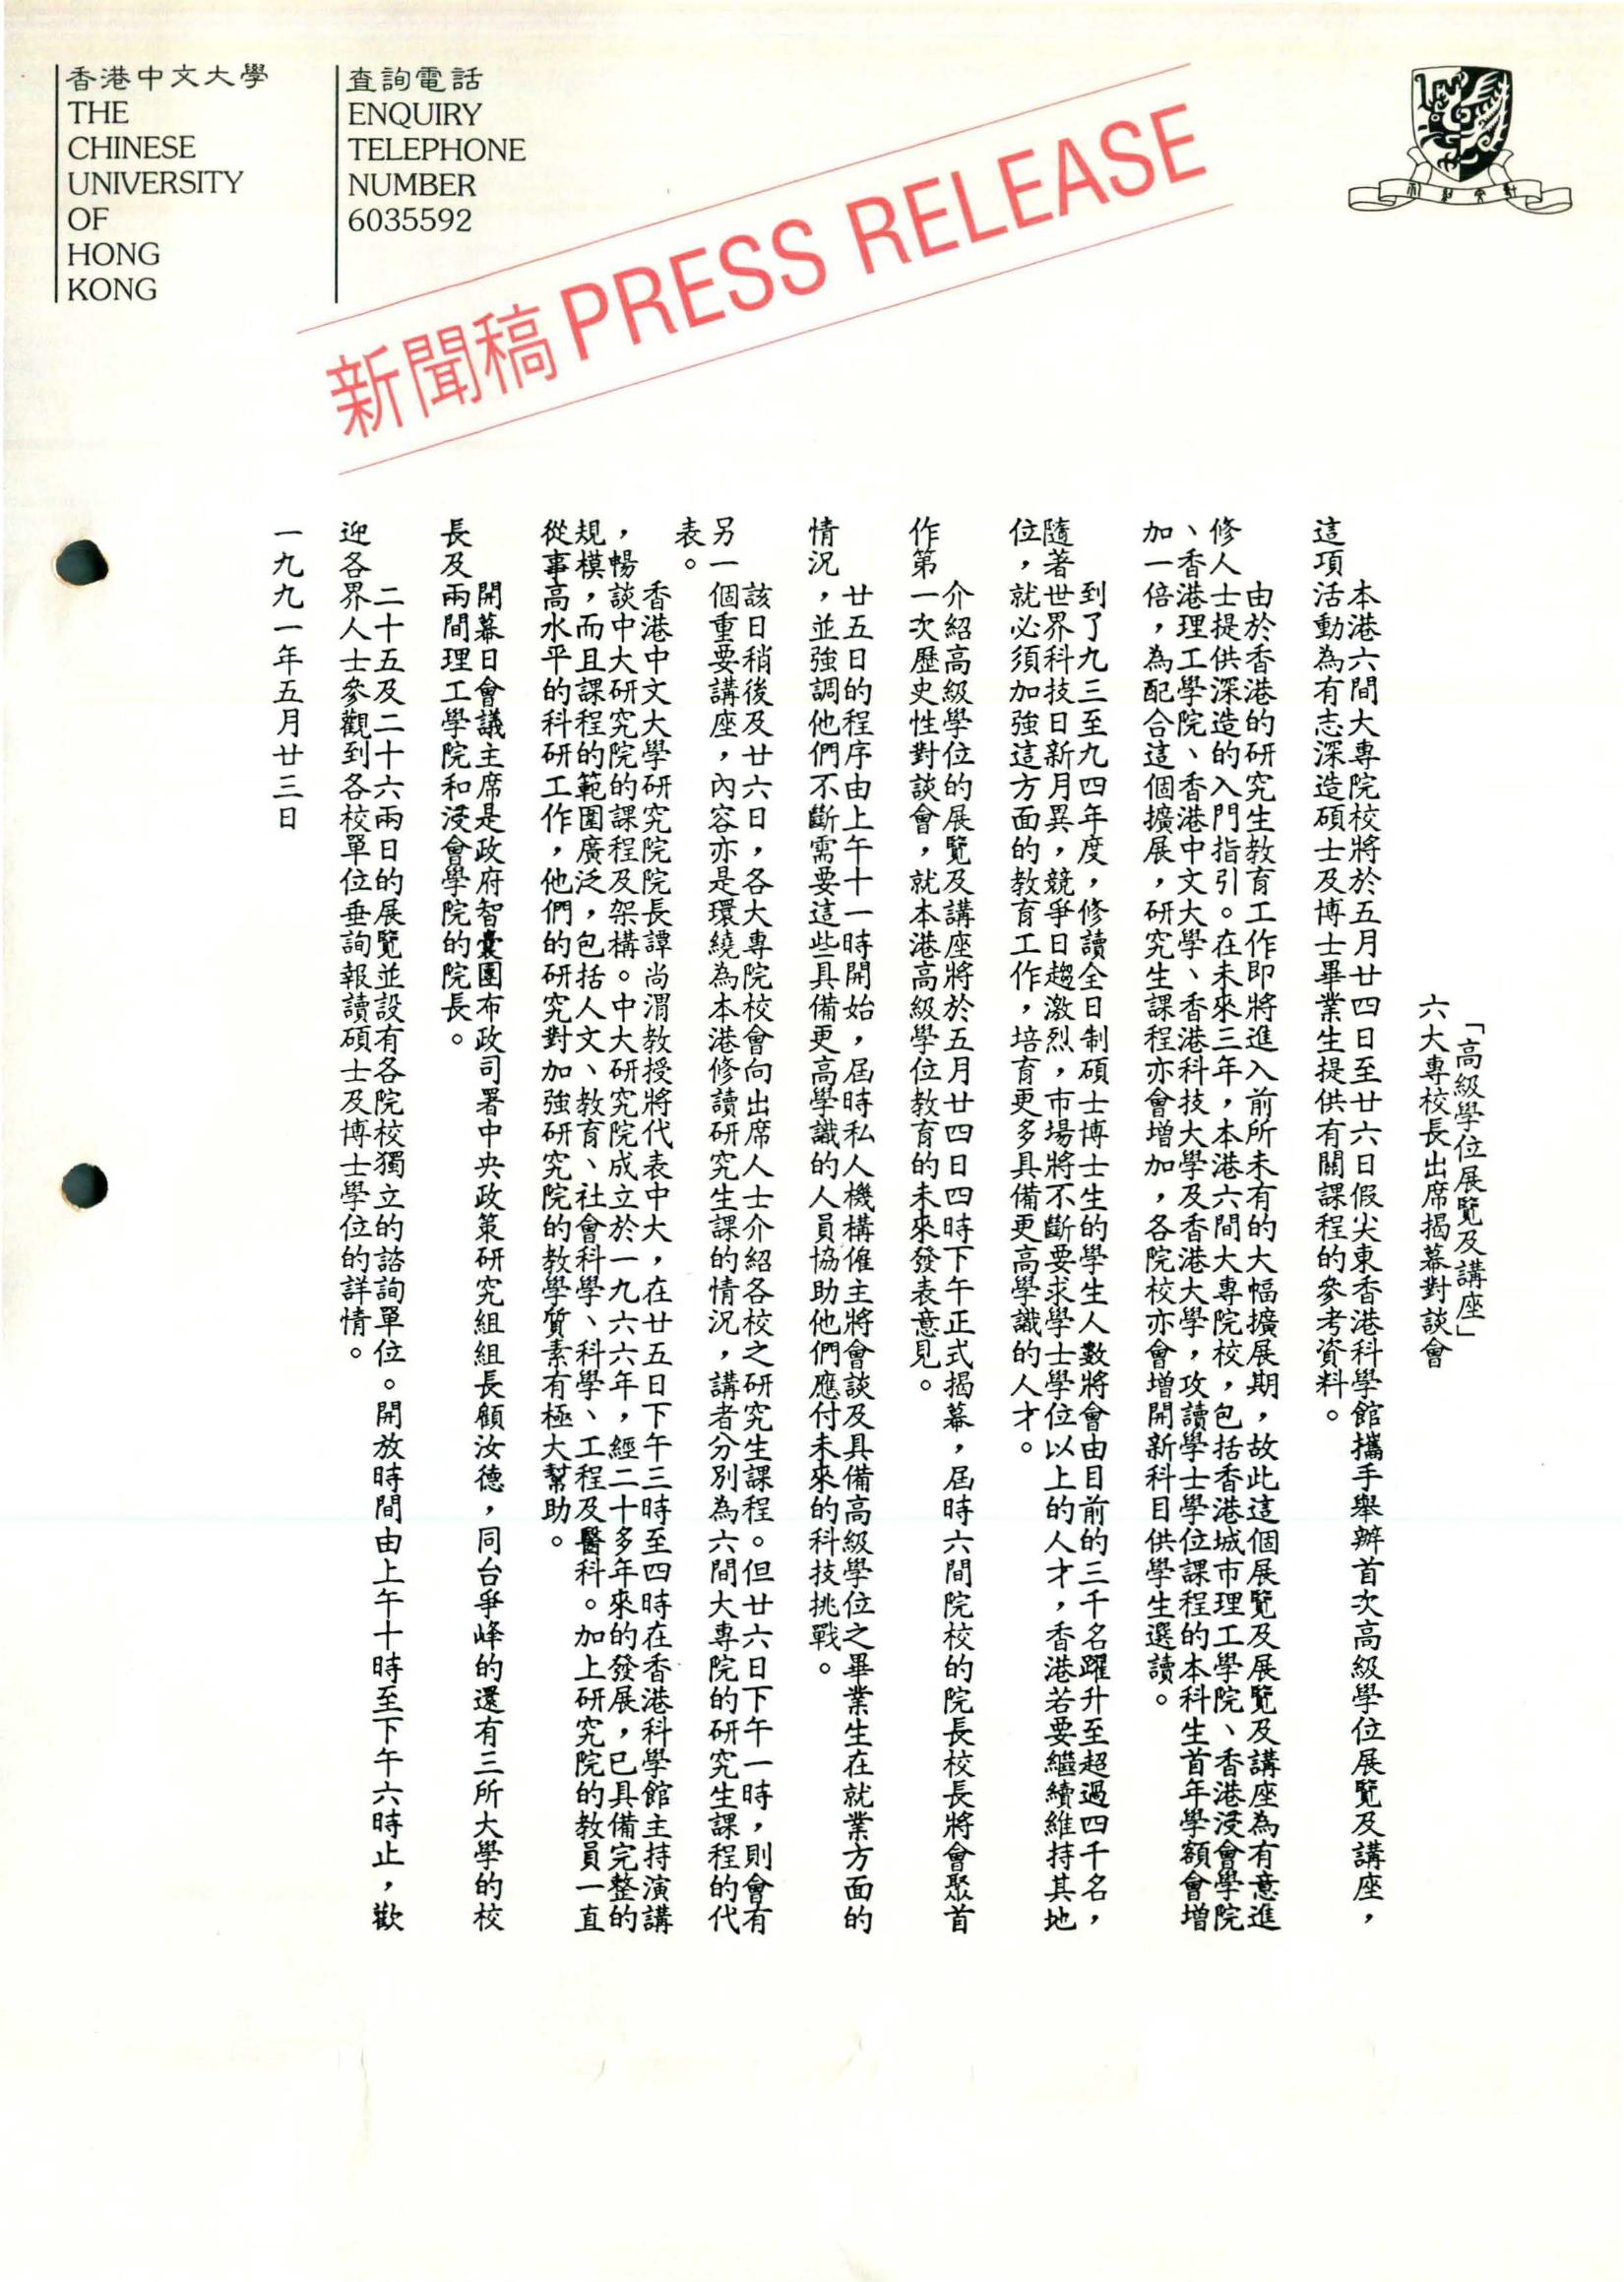 香港中文大學
THE
CHINESE
UNIVERSITY
OF
HONG
KONG
查詢電話
ENQUIRY
TELEPHONE
NUMBER
6035592
新聞稿 PRESS RELEASE
「高級學位展覽及講座」
六大專校長出席揭幕對談會
本港六間大專院校將於五月廿四日至廿六日假尖東香港科學館攜手舉辦首次高級學位展覽及講座，
這項活動為有志深造碩士及博士畢業生提供有關課程的參考資料。
由於香港的研究生教育工作即將進入前所未有的大幅擴展期，故此這個展覽及展覽及講座為有意進
修人士提供深造的入門指引。在未來三年，本港六間大專院校，包括香港城市理工學院、香港浸會學院
、香港理工學院、香港中文大學、香港科技大學及香港大學，攻讀學士學位課程的本科生首年學額會增
加一倍，為配合這個擴展，研究生課程亦會增加，各院校亦會增開新科目供學生選讀。
到了九三至九四年度，修讀全日制碩士博士生的學生人數將會由目前的三千名躍升至超過四千名，
隨著世界科技日新月異，競爭日趨激烈，市場將不斷要求學士學位以上的人才，香港若要繼續維持其地
位，就必須加強這方面的教育工作，培育更多具備更高學識的人才。
介紹高級學位的展覽及講座將於五月廿四日四時下午正式揭幕，屆時六間院校的院長校長將會聚首
作第一次歷史性對談會，就本港高級學位教育的未來發表意見。
廿五日的程序由上午十一時開始，屆時私人機構僱主將會談及具備高級學位之畢業生在就業方面的
情況，並強調他們不斷需要這些具備更高學識的人員協助他們應付未來的科技挑戰。
該日稍後及廿六日，各大專院校會向出席人士介紹各校之研究生課程。但廿六日下午一時，則會有
另一個重要講座，內容亦是環繞為本港修讀研究生課的情況，講者分別為六間大專院的研究生課程的代
表。
香港中文大學研究院院長譚尚渭教授將代表中大，在廿五日下午三時至四時在香港科學館主持演講
，暢談中大研究院的課程及架構。中大研究院成立於一九六六年，經二十多年來的發展，已具備完整的
規模，而且課程的範圍廣泛，包括人文、教育、社會科學、科學、工程及醫科。加上研究院的教員一直
從事高水平的科研工作，他們的研究對加強研究院的教學質素有極大幫助。
開幕日會議主席是政府智囊團布政司署中央政策研究組組長顧汝德，同台爭峰的還有三所大學的校
長及兩間理工學院和浸會學院的院長。
二十五及二十六兩日的展覽並設有各院校獨立的諮詢單位。開放時間由上午十時至下午六時止，歡
迎各界人士參觀到各校單位垂詢報讀碩士及博士學位的詳情。
一九九一年五月廿三日